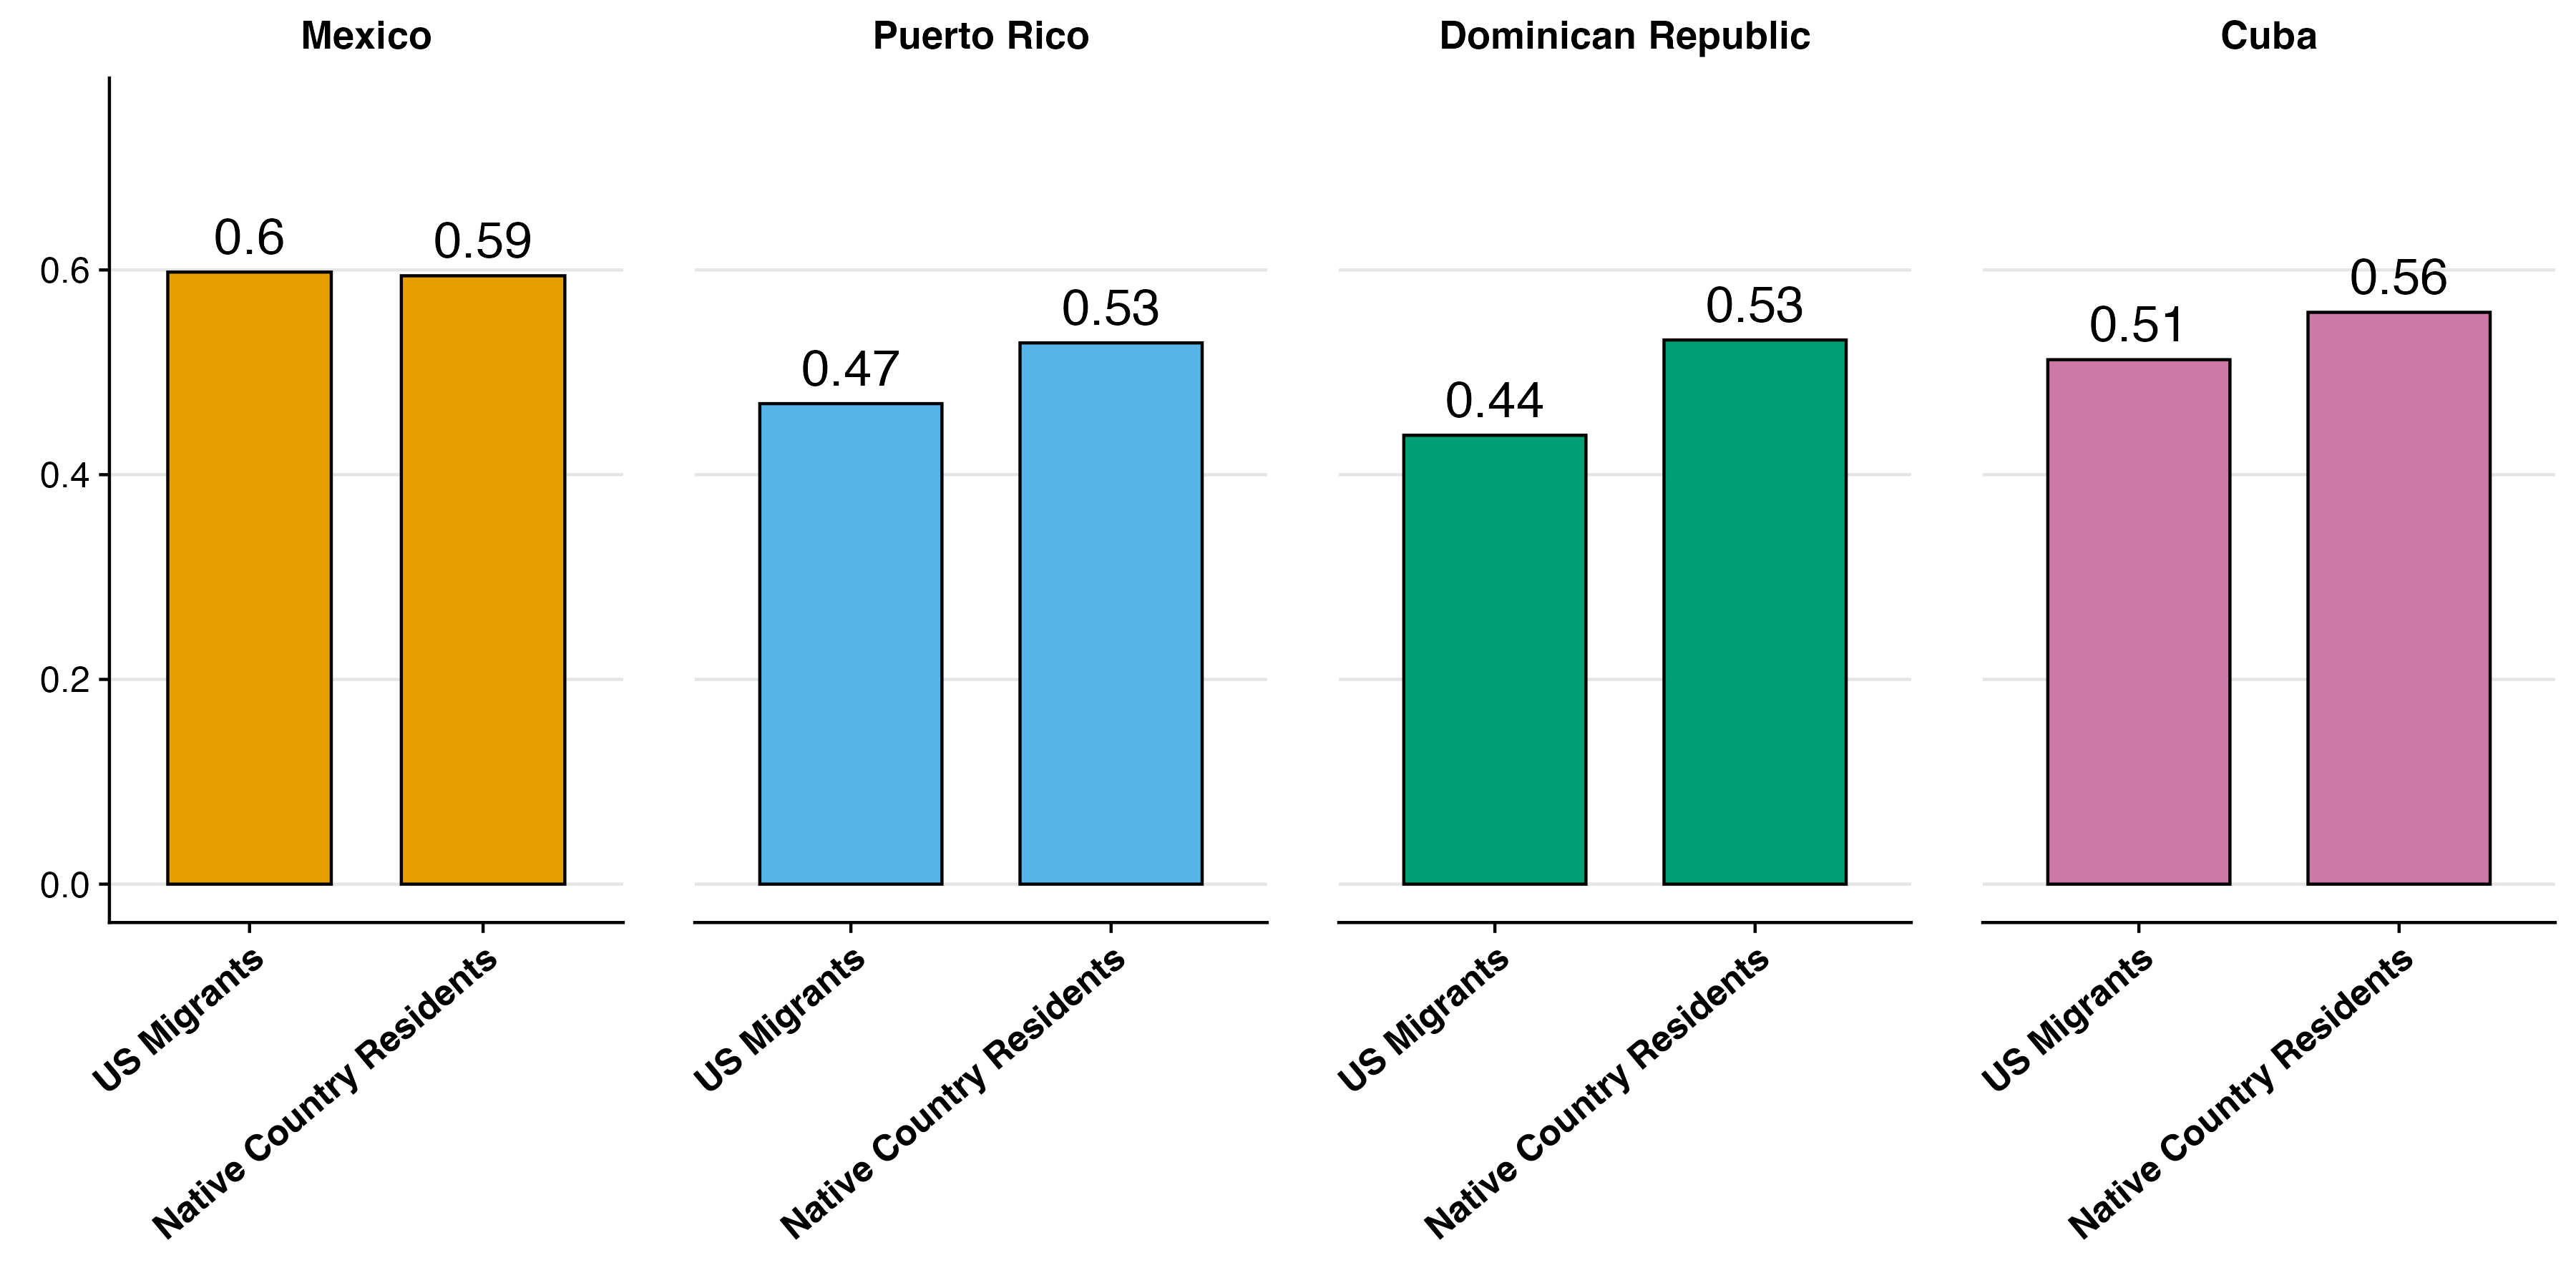 Mexico
Puerto Rico
Dominican Republic
Cuba
0.6
0.4
0.2
0.0
0.6
0.59
0.47
0.53
0.44
0.53
0.51
0.56
US Migrants
Native Country Residents
US Migrants
Native Country Residents
US Migrants
Native Country Residents
US Migrants
Native Country Residents